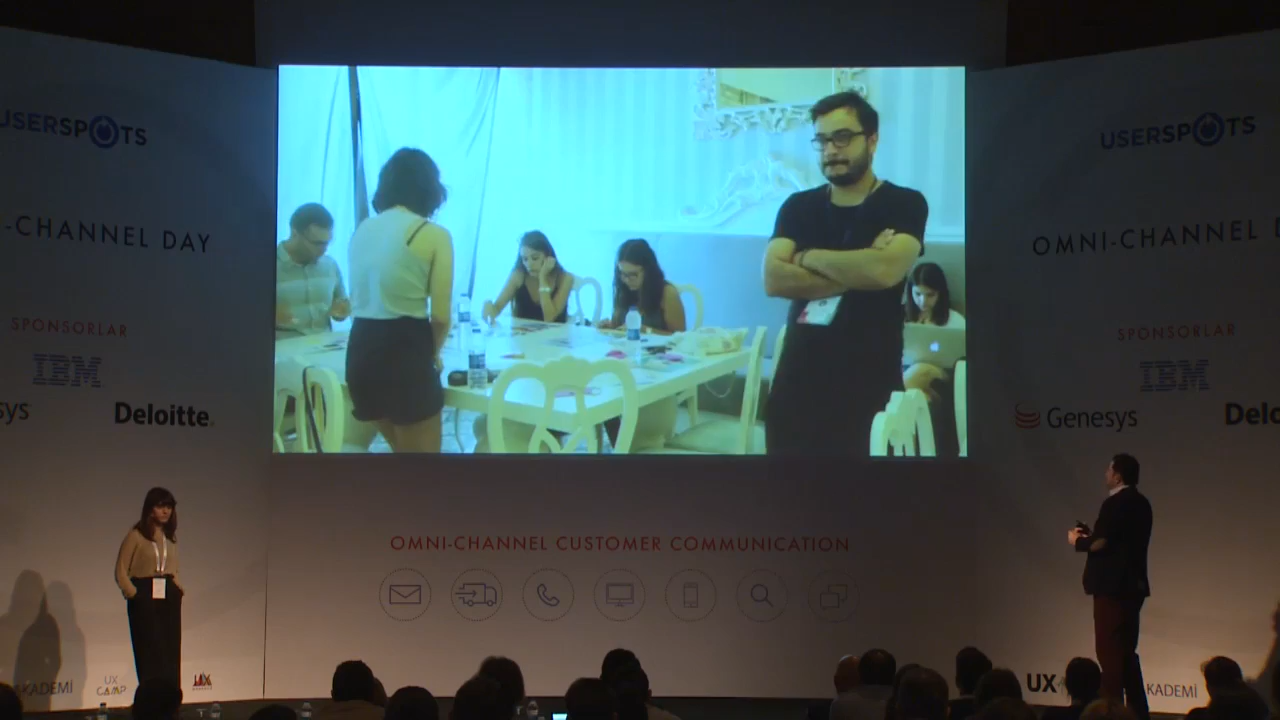 USERSPOTS
USERSPOTS
-CHANNEL DAY
OMNI-CHANNEL
SPONSORLAR
SPONSORLAR
IBM
IBM
sys
Deloitte.
Genesys
Delo
OMNI-CHANNEL CUSTOMER COMMUNICATION
AKADEMİ
UX CAMP
UX
AKADEMİ